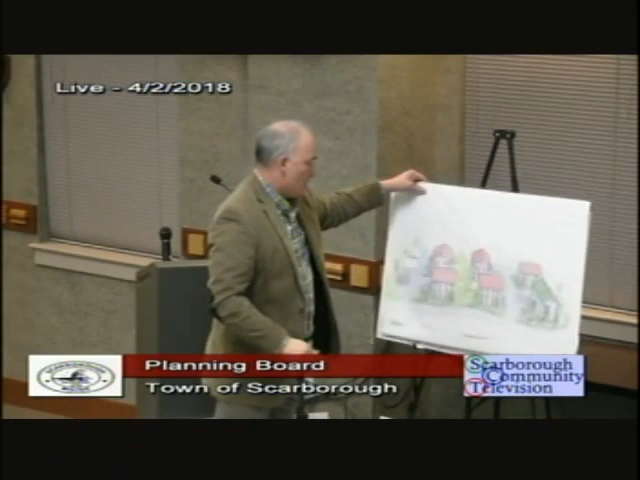 Live - 4/2/2018
Planning Board
Town of Scarborough
Scarborough
Community
Television